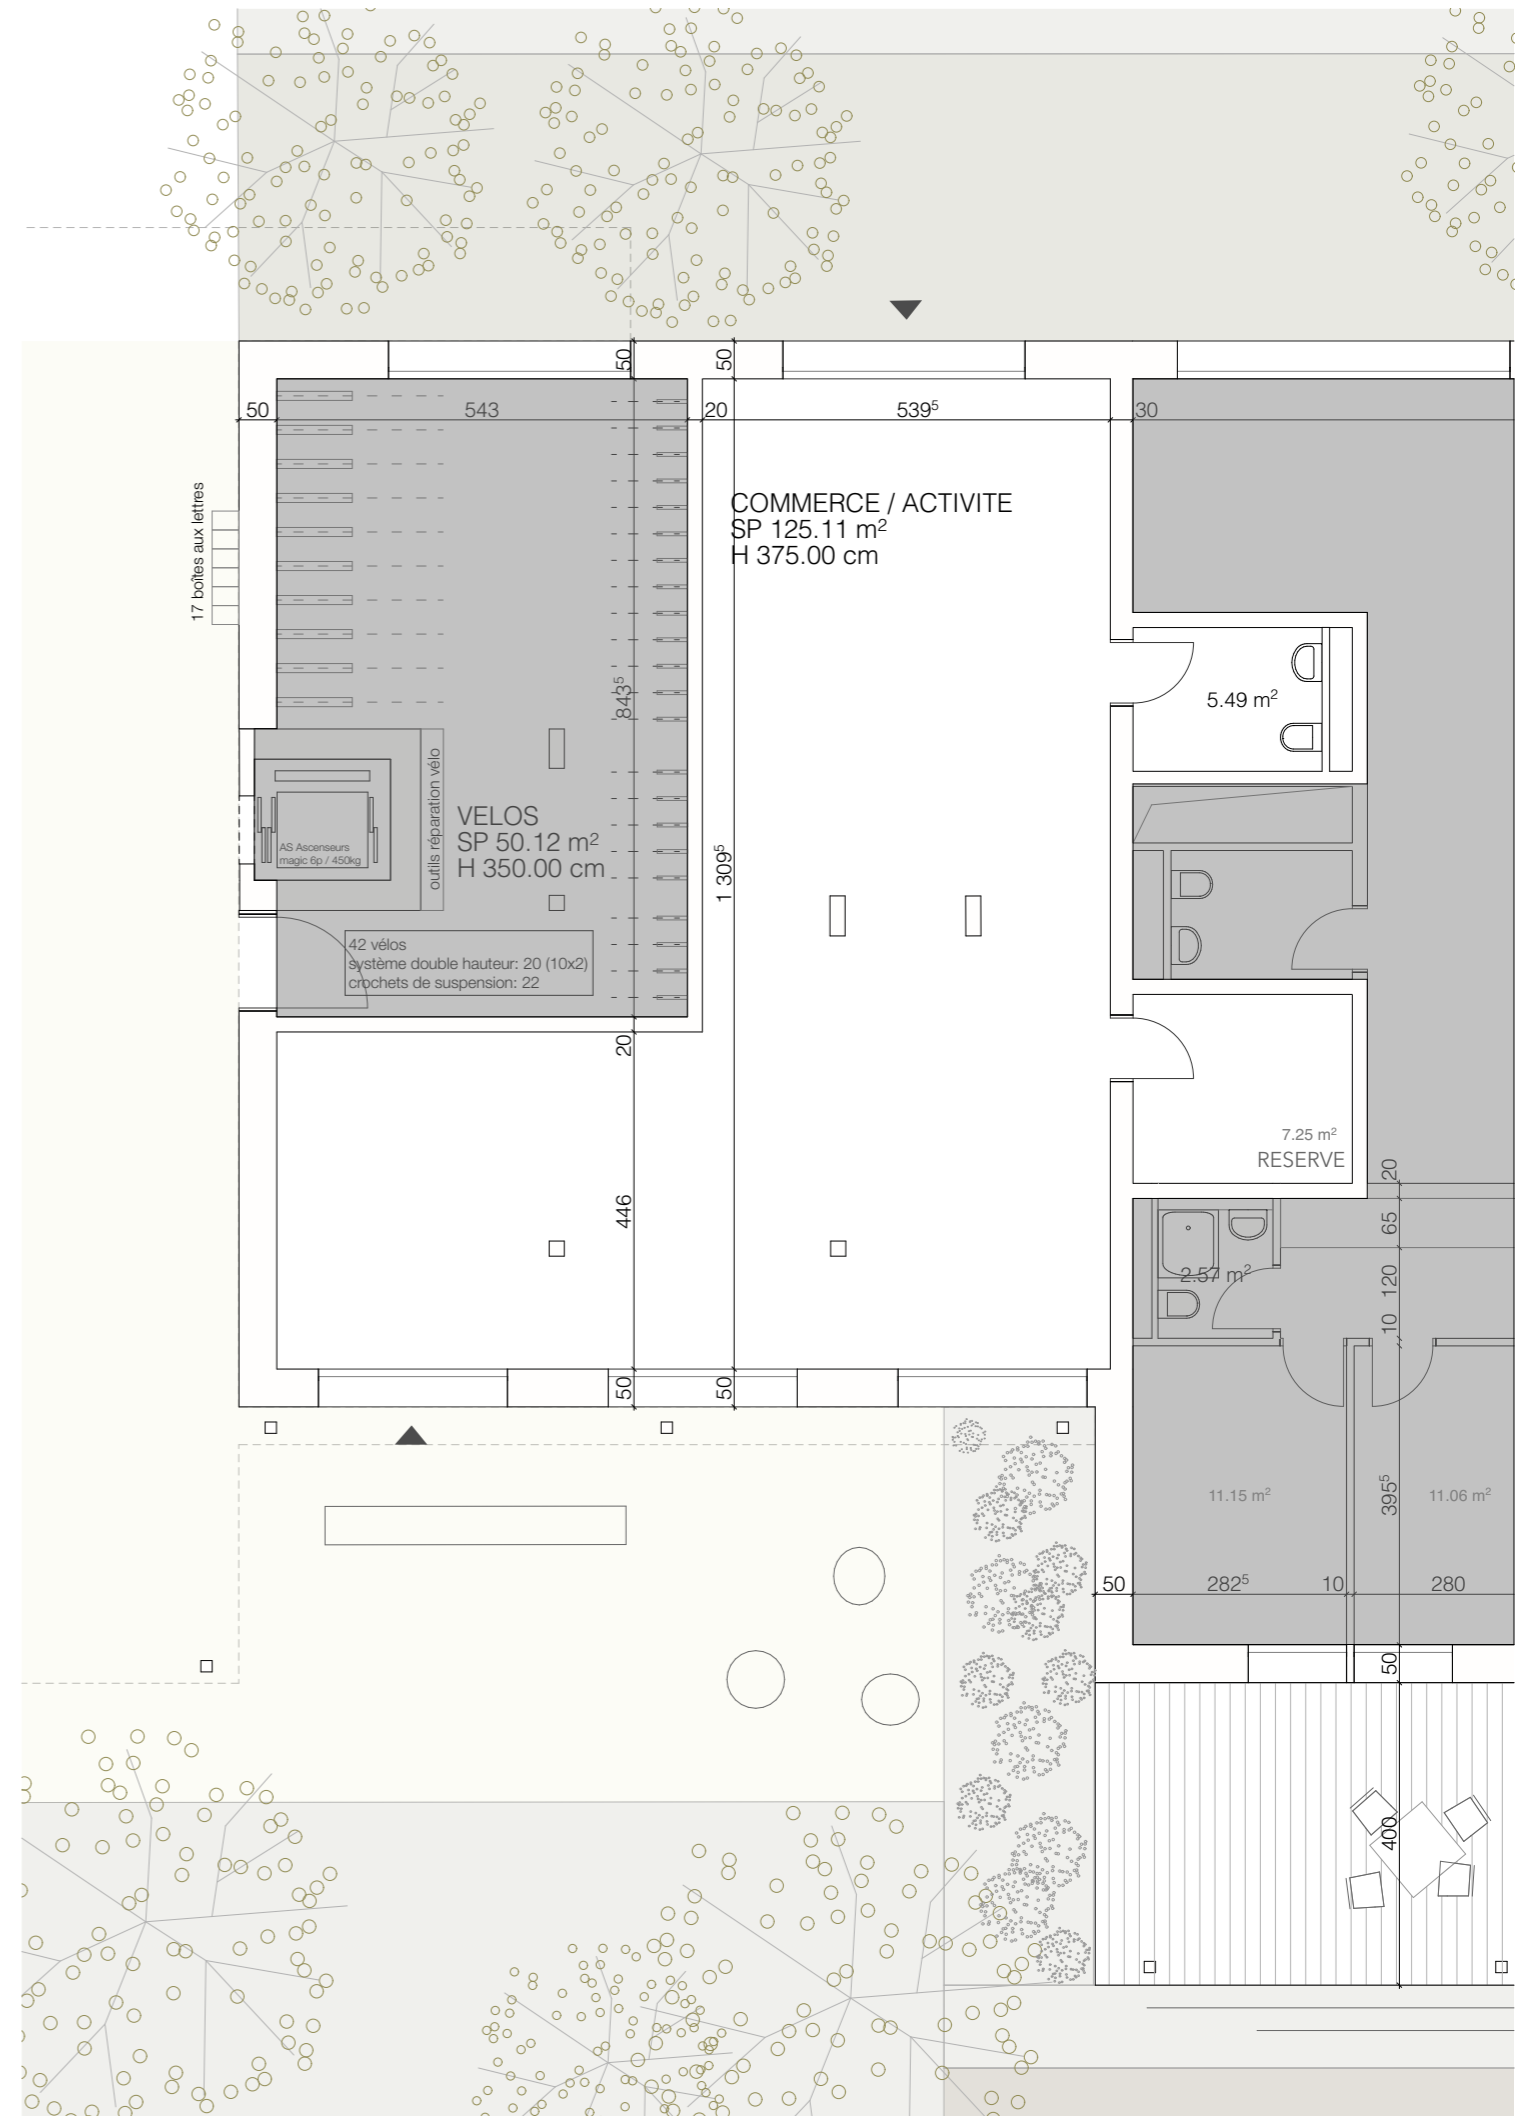 50
50
50
543
20
539⁵
30
17 boîtes aux lettres
COMMERCE / ACTIVITE
SP 125.11 m²
H 375.00 cm
843⁵
5.49 m²
outils réparation vélo
VELOS
SP 50.12 m²
H 350.00 cm
AS Ascenseurs
magic 6p / 450kg
1 309⁵
42 vélos
système double hauteur: 20 (10x2)
crochets de suspension: 22
20
7.25 m²
RESERVE
20
446
65
2.57 m²
120
10
50
50
11.15 m²
395⁵
11.06 m²
50
282⁵
10
280
50
400